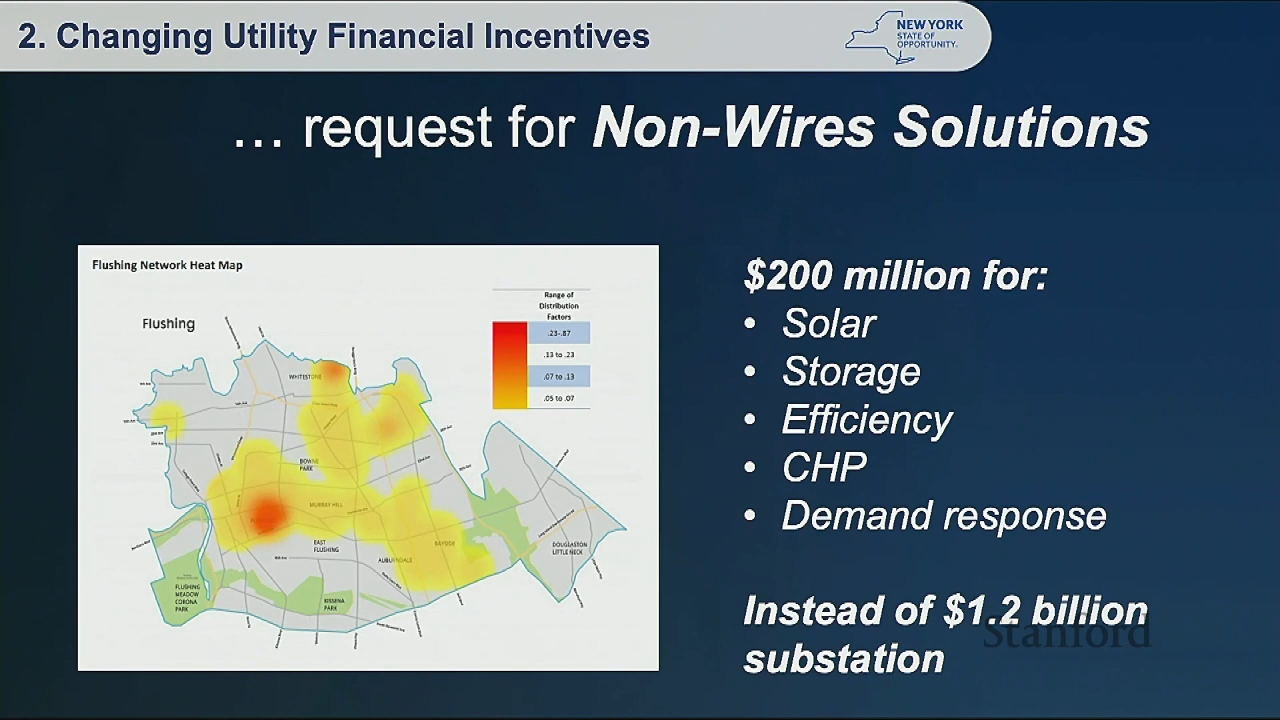 2. Changing Utility Financial Incentives
NEW YORK
STATE OF
OPPORTUNITY.
… request for Non-Wires Solutions
Flushing Network Heat Map
Flushing
Range of
Distribution
Factors
.23-.87
.13 to .23
.07 to .13
.05 to .07
WHITESTONE
BOWNE
PARK
MURRAY HILL
EAST
FLUSHING
AUBURNDALE
BAYSIDE
DOUGLASTON
LITTLE NECK
FLUSHING
MEADOW
CORONA
PARK
KISSENA
PARK
$200 million for:
• Solar
• Storage
• Efficiency
• CHP
• Demand response
Instead of $1.2 billion
substation
Stanford